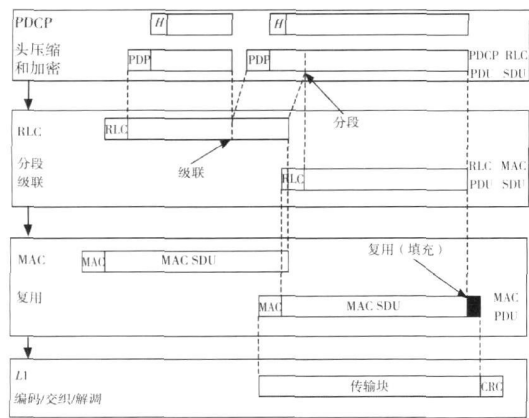 PDCP
H
H
头压缩
和加密
PDP
PDP
PDCP RLC
PDU SDU
分段
RLC
RLC
分段
级联
级联
RLC
RLC MAC
PDU SDU
MAC
MAC
MAC SDU
复用（填充）
复用
MAC
MAC SDU
MAC
PDU
L1
编码/交织/解调
传输块
CRC